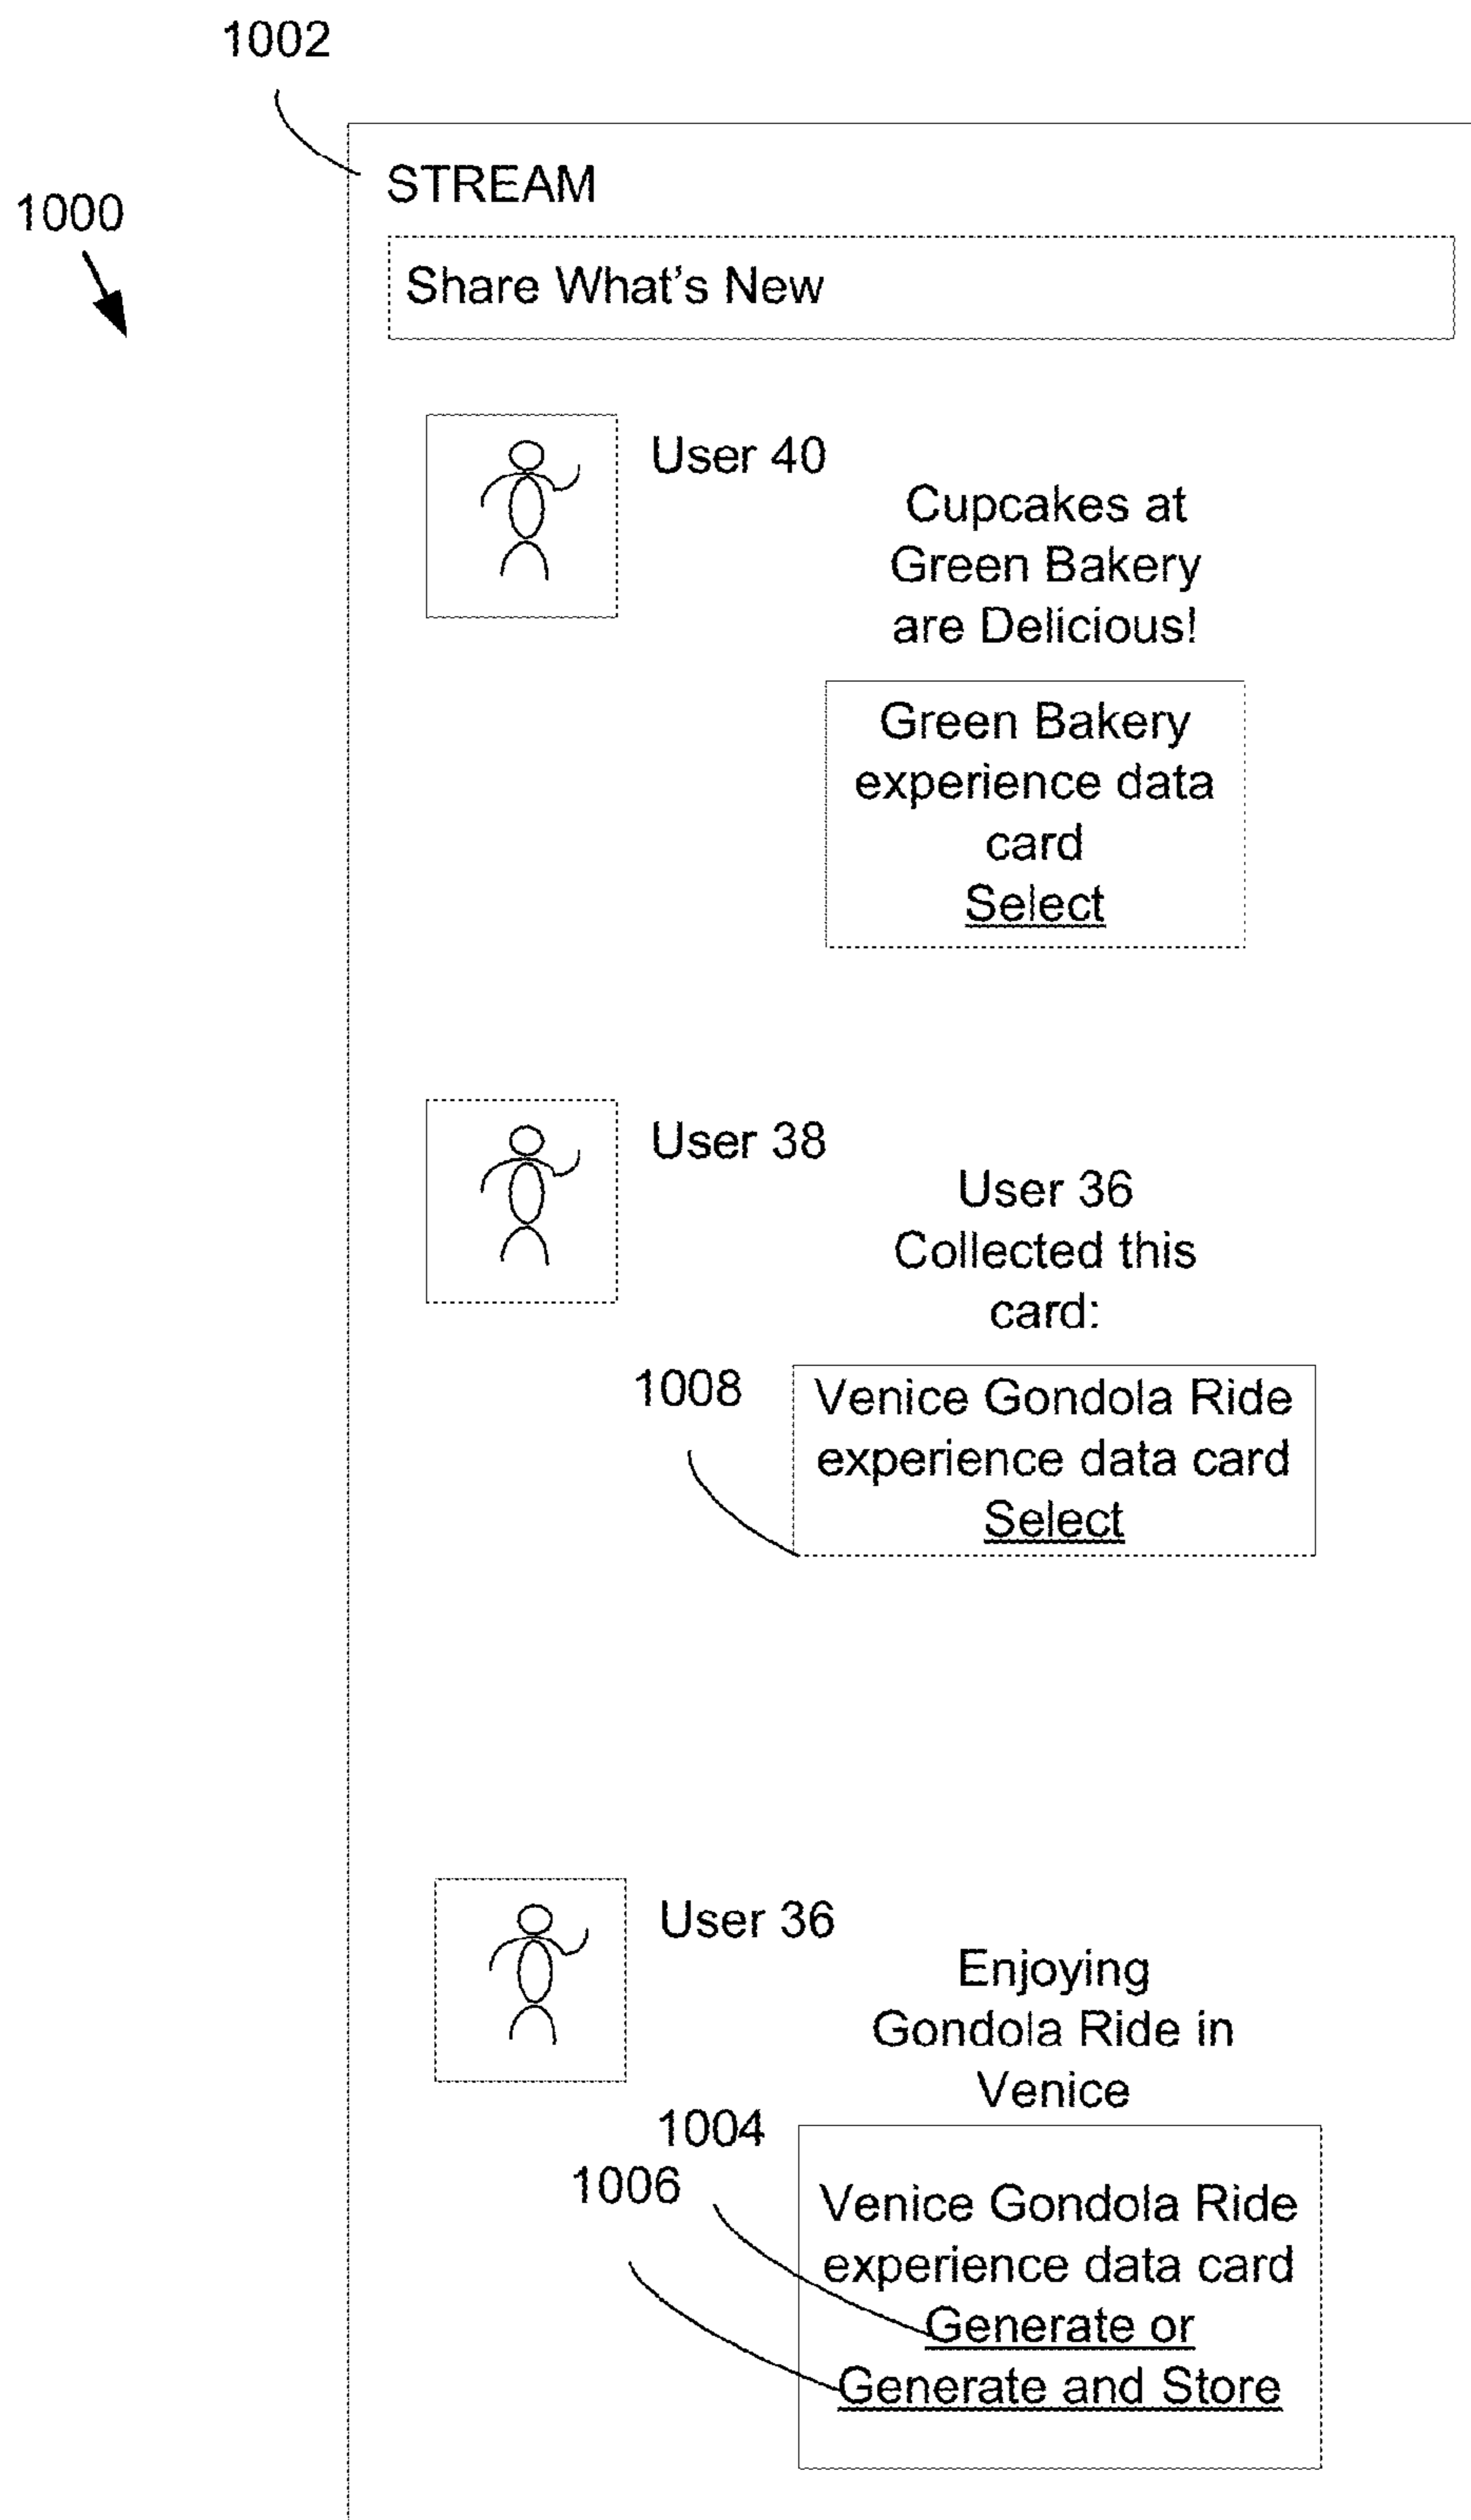 1002
STREAM
1000
Share What's New
User 40
Cupcakes at
Green Bakery
are Delicious!
Green Bakery
experience data
card
Select
User 38
User 36
Collected this
card:
1008
Venice Gondola Ride
experience data card
Select
User 36
Enjoying
Gondola Ride in
Venice
1004
1006
Venice Gondola Ride
experience data card
Generate or
Generate and Store